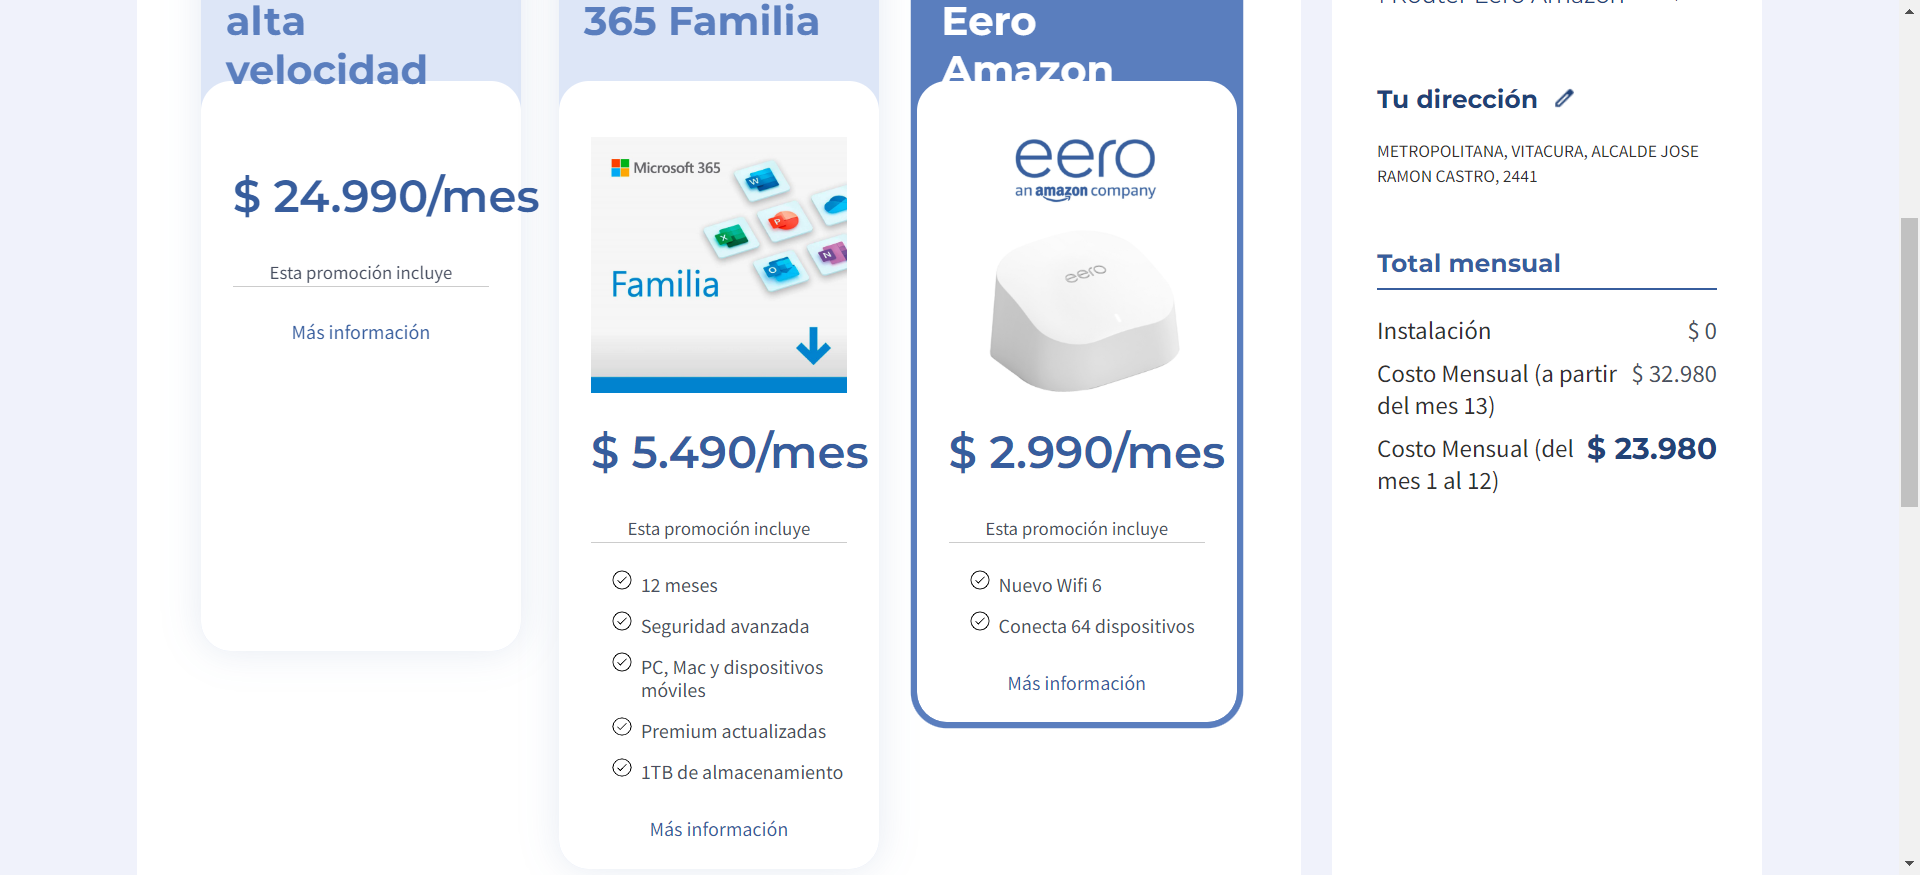 alta
velocidad
$ 24.990/mes
Esta promoción incluye
Más información
365 Familia
Microsoft 365
Familia
$ 5.490/mes
Esta promoción incluye
12 meses
Seguridad avanzada
PC, Mac y dispositivos
móviles
Premium actualizadas
1TB de almacenamiento
Más información
Eero
Amazon
eero
an amazon company
eero
$ 2.990/mes
Esta promoción incluye
Nuevo Wifi 6
Conecta 64 dispositivos
Más información
1 Router Eero Amazon
Tu dirección
METROPOLITANA, VITACURA, ALCALDE JOSE
RAMON CASTRO, 2441
Total mensual
Instalación $ 0
Costo Mensual (a partir $ 32.980
del mes 13)
Costo Mensual (del $ 23.980
mes 1 al 12)